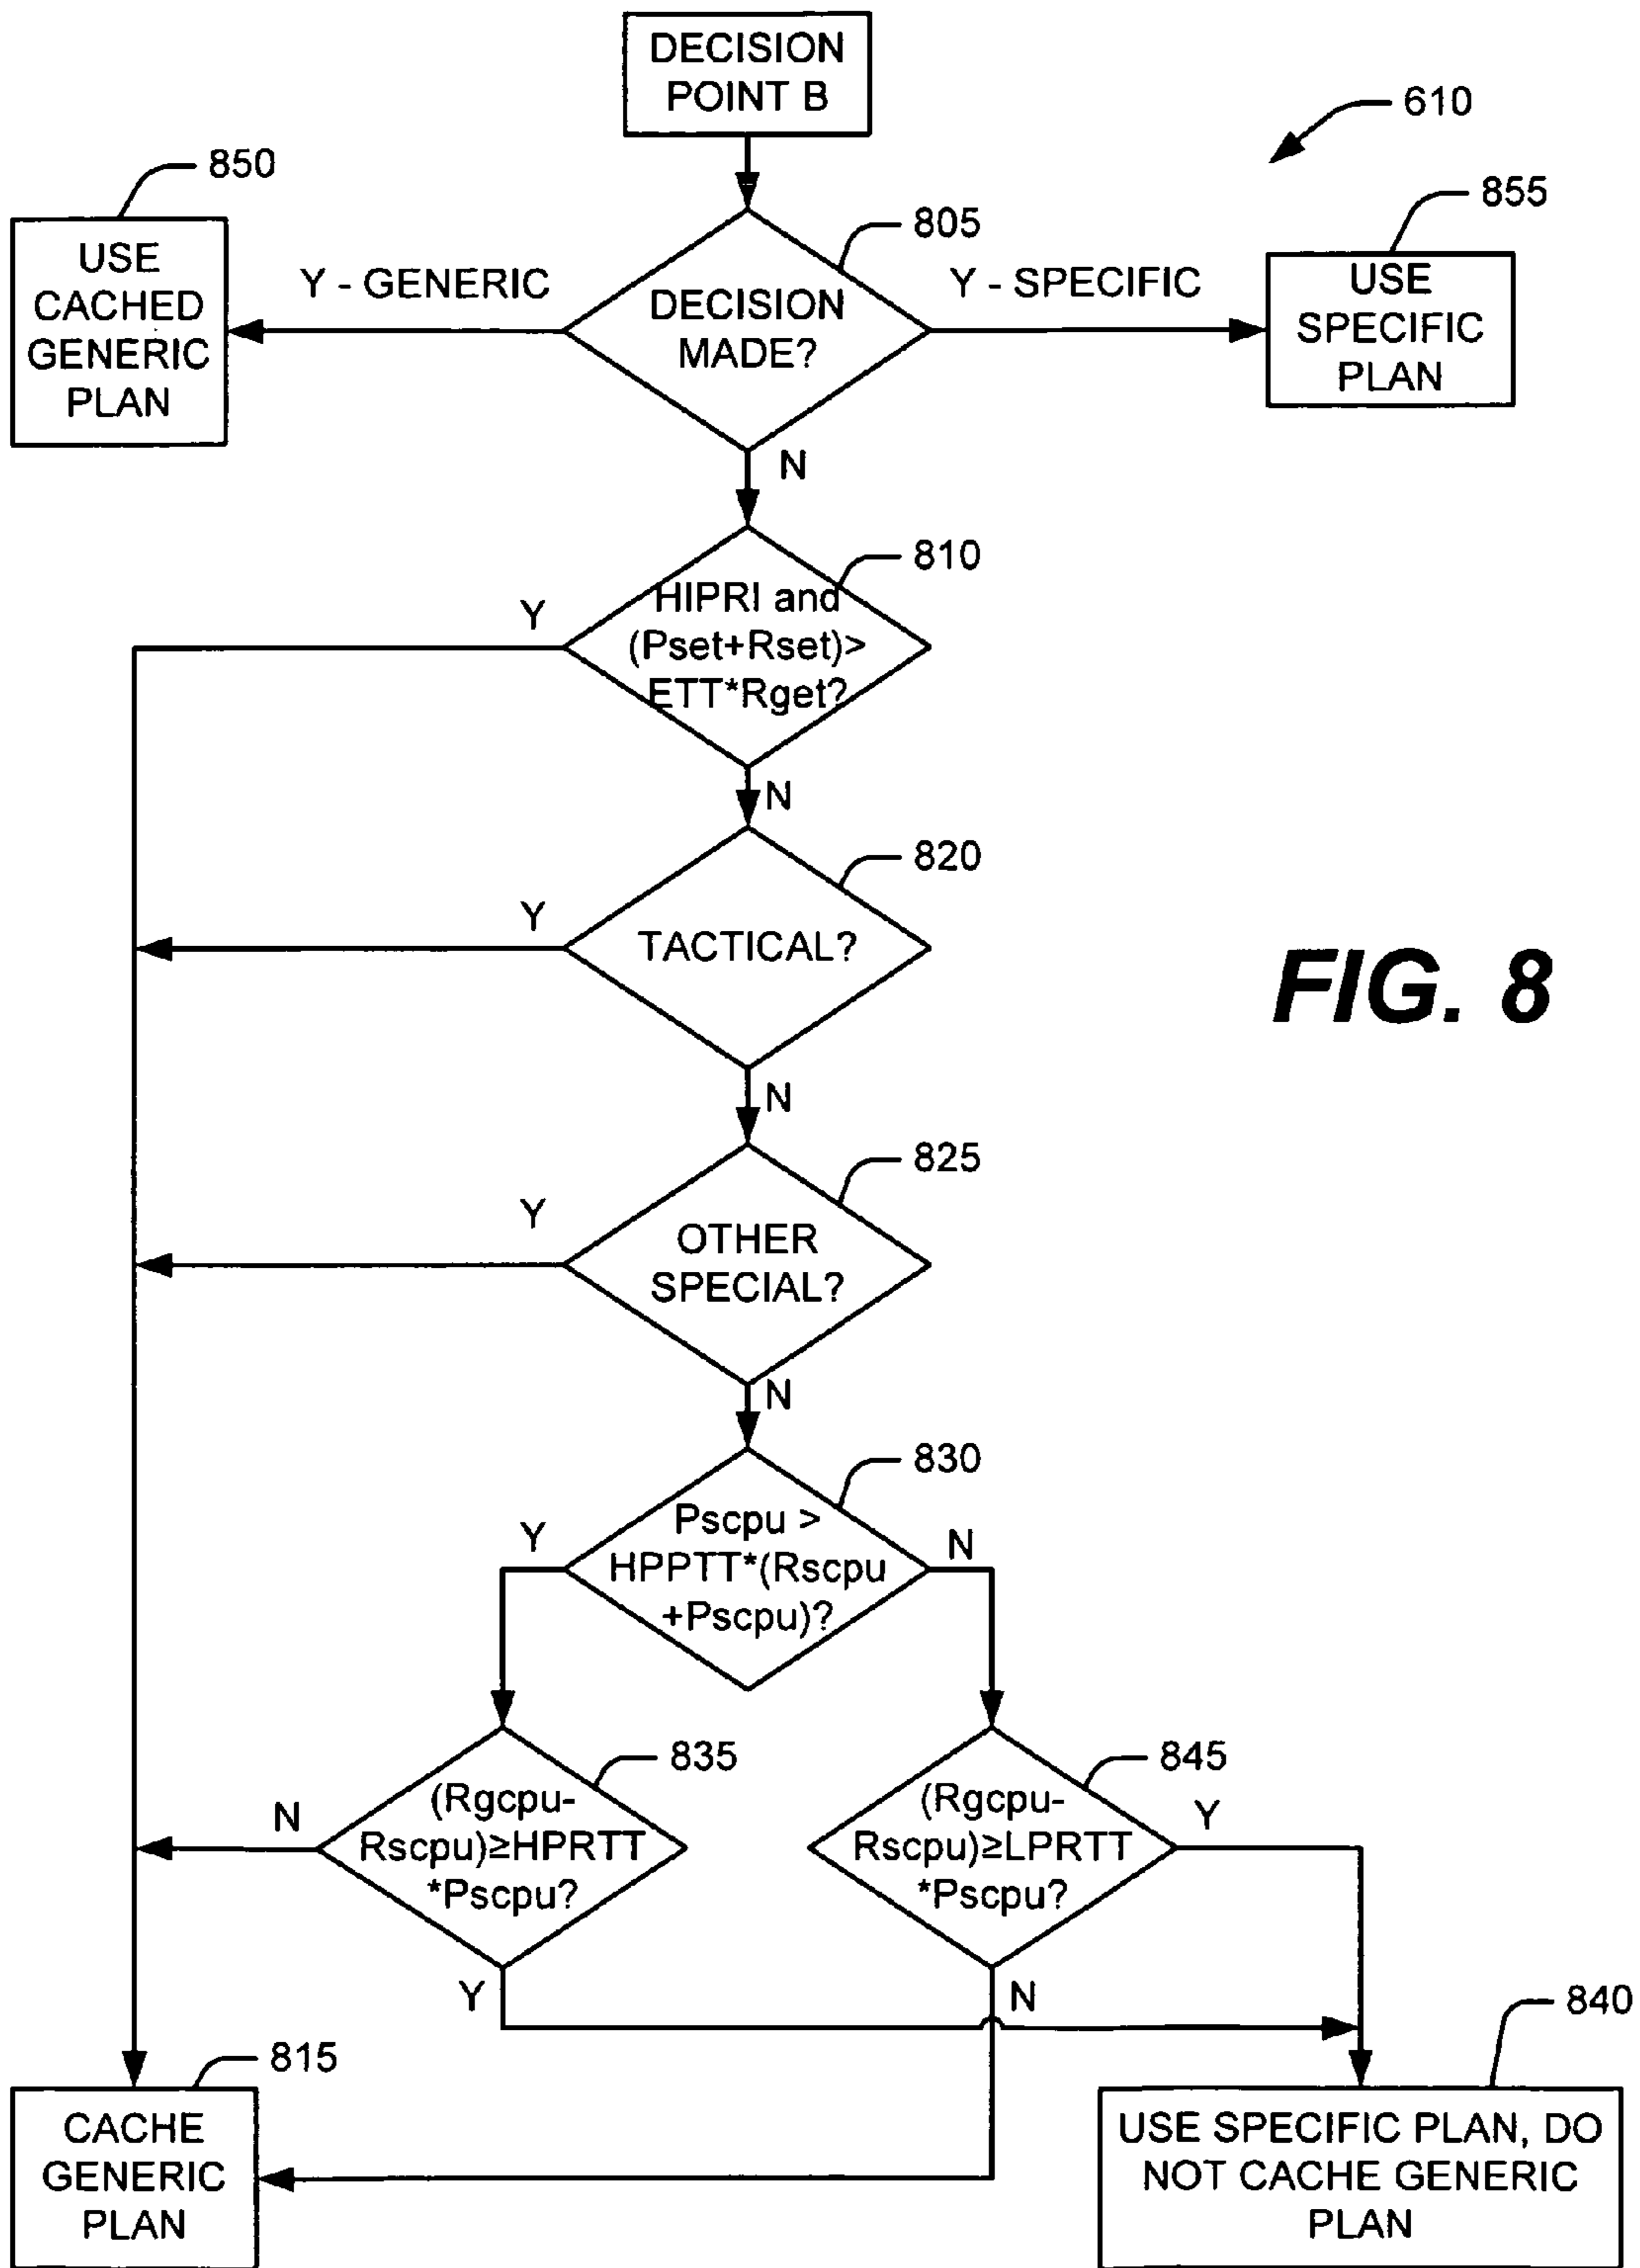 DECISION
POINT B
610
850
855
805
USE
CACHED
GENERIC
PLAN
Y - GENERIC
DECISION
MADE?
Y - SPECIFIC
USE
SPECIFIC
PLAN
N
810
Y
HIPRI and
(Pset+Rset)>
ETT*Rget?
N
820
Y
TACTICAL?
FIG. 8
N
825
Y
OTHER
SPECIAL?
N
830
Y
Pscpu >
HPPTT*(Rscpu
+Pscpu)?
N
835
845
N
(Rgcpu-
Rscpu)≥HPRTT
*Pscpu?
(Rgcpu-
Rscpu)≥LPRTT
*Pscpu?
Y
Y
N
840
815
CACHE
GENERIC
PLAN
USE SPECIFIC PLAN, DO
NOT CACHE GENERIC
PLAN